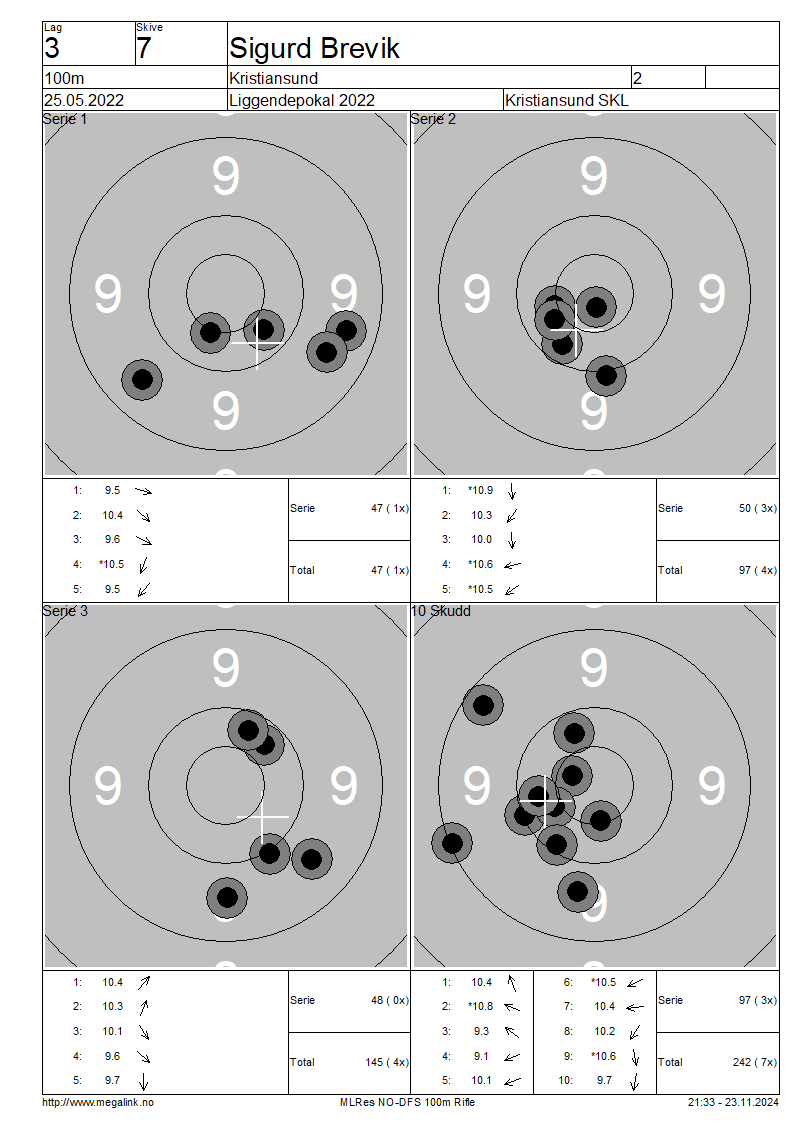 Lag
Skive
3
7
Sigurd Brevik
100m
Kristiansund
2
25.05.2022
Liggendepokal 2022
Kristiansund SKL
Serie 1
9
9
9
9
Serie 2
9
9
9
9
1: 9.5
2: 10.4
3: 9.6
4: *10.5
5: 9.5
Serie 47 ( 1x)
Total 47 ( 1x)
1: *10.9
2: 10.3
3: 10.0
4: *10.6
5: *10.5
Serie 50 ( 3x)
Total 97 ( 4x)
Serie 3
9
9
9
9
10 Skudd
9
9
9
9
1: 10.4
2: 10.3
3: 10.1
4: 9.6
5: 9.7
Serie 48 ( 0x)
Total 145 ( 4x)
1: 10.4
2: *10.8
3: 9.3
4: 9.1
5: 10.1
6: *10.5
7: 10.4
8: 10.2
9: *10.6
10: 9.7
Serie 97 ( 3x)
Total 242 ( 7x)
http://www.megalink.no
MLRes NO-DFS 100m Rifle
21:33 - 23.11.2024